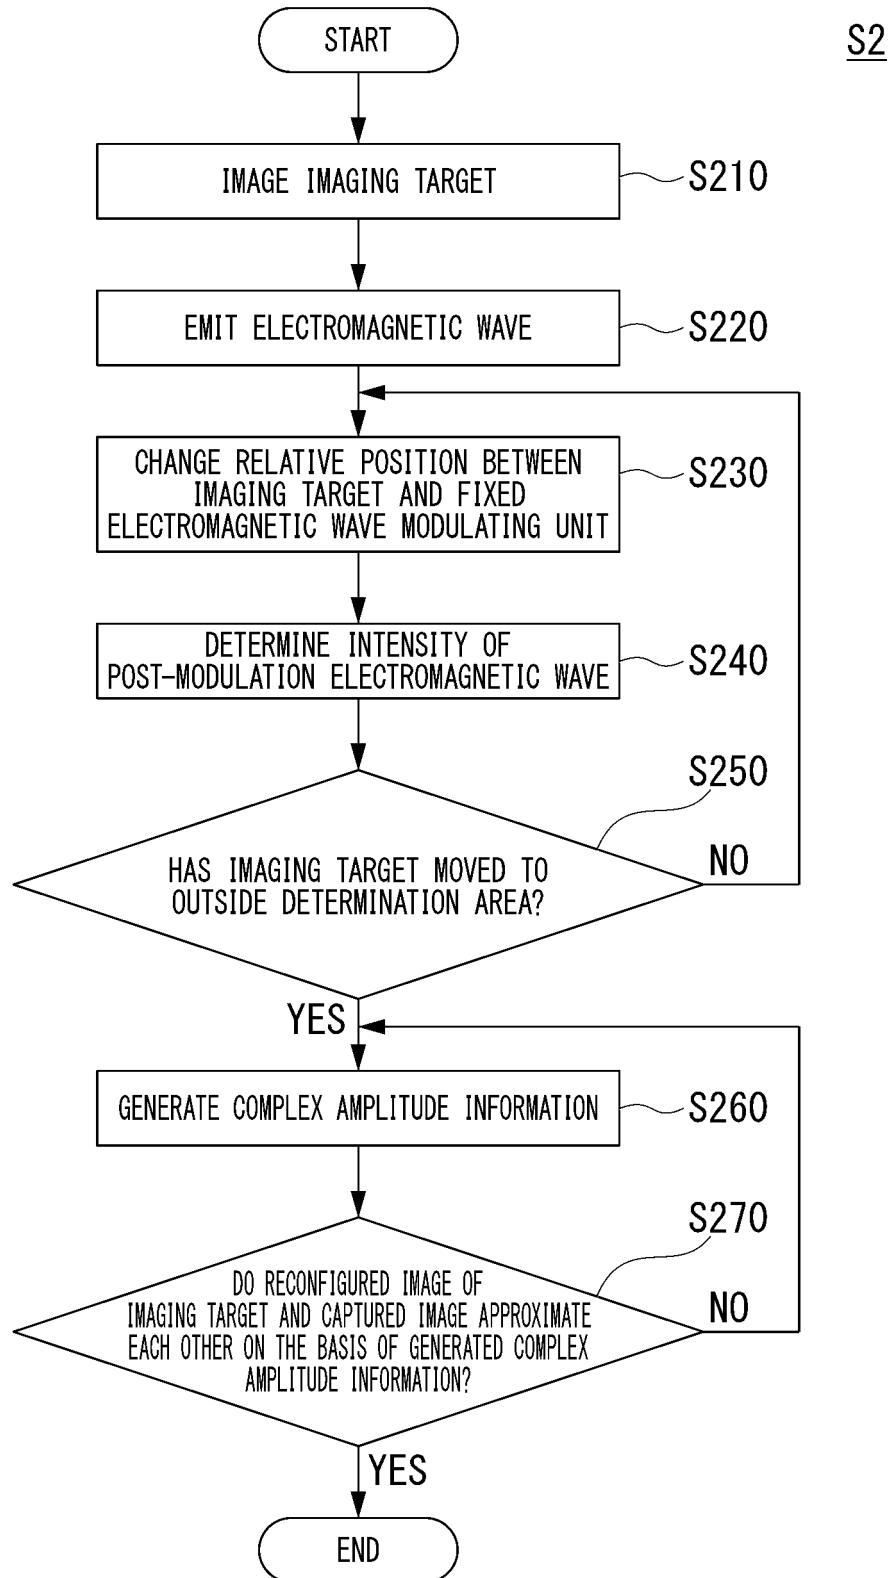 START
S2
IMAGE IMAGING TARGET
S210
EMIT ELECTROMAGNETIC WAVE
S220
CHANGE RELATIVE POSITION BETWEEN
IMAGING TARGET AND FIXED
ELECTROMAGNETIC WAVE MODULATING UNIT
S230
DETERMINE INTENSITY OF
POST-MODULATION ELECTROMAGNETIC WAVE
S240
S250
HAS IMAGING TARGET MOVED TO
OUTSIDE DETERMINATION AREA?
NO
YES
GENERATE COMPLEX AMPLITUDE INFORMATION
S260
S270
DO RECONFIGURED IMAGE OF
IMAGING TARGET AND CAPTURED IMAGE APPROXIMATE
EACH OTHER ON THE BASIS OF GENERATED COMPLEX
AMPLITUDE INFORMATION?
NO
YES
END